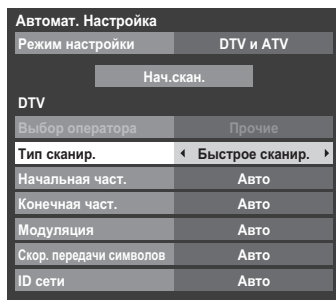 Автомат. Настройка
Режим настройки DTV и ATV
Нач.скан.
DTV
Выбор оператора Прочие
Тип сканир. Быстрое сканир.
Начальная част. Авто
Конечная част. Авто
Модуляция Авто
Скор. передачи символов Авто
ID сети Авто